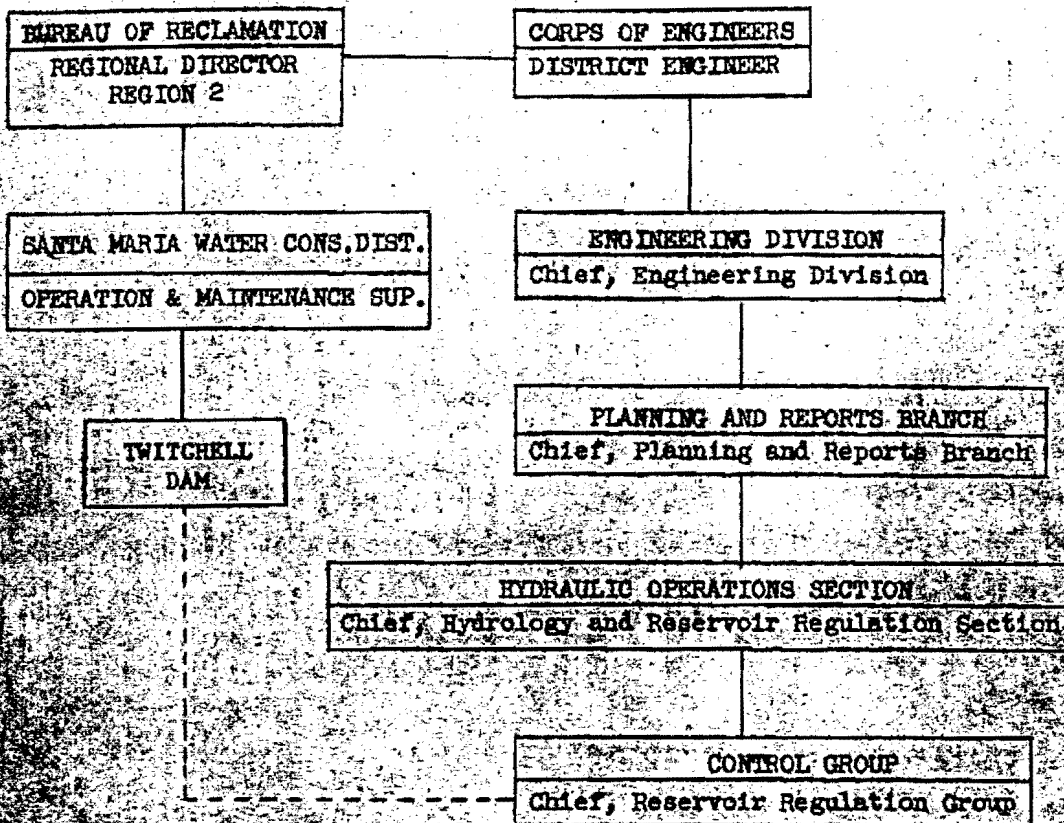 BUREAU OF RECLAMATION
REGIONAL DIRECTOR
REGION 2
CORPS OF ENGINEERS
DISTRICT ENGINEER
SANTA MARIA WATER CONS.DIST.
OPERATION & MAINTENANCE SUP.
ENGINEERING DIVISION
Chief, Engineering Division
TWITCHELL
DAM
PLANNING AND REPORTS BRANCH
Chief, Planning and Reports Branch
HYDRAULIC OPERATIONS SECTION
Chief, Hydrology and Reservoir Regulation Section
CONTROL GROUP
Chief, Reservoir Regulation Group